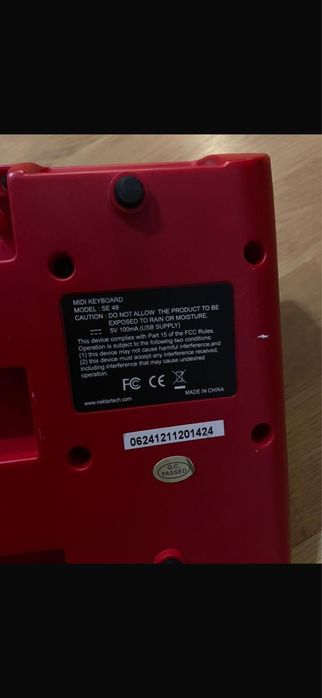 MIDI KEYBOARD
MODEL : SE 49
CAUTION : DO NOT ALLOW THE PRODUCT TO BE
EXPOSED TO RAIN OR MOISTURE.
5V 100mA (USB SUPPLY)
This device complies with Part 15 of the FCC Rules.
Operation is subject to the following two conditions.
(1) this device may not cause harmful interference,and
(2) this device must accept any interference received,
including interference that may cause undesired
operation.
FC CE
www.nektartech.com MADE IN CHINA
06241211201424
Q.C.
PASSED